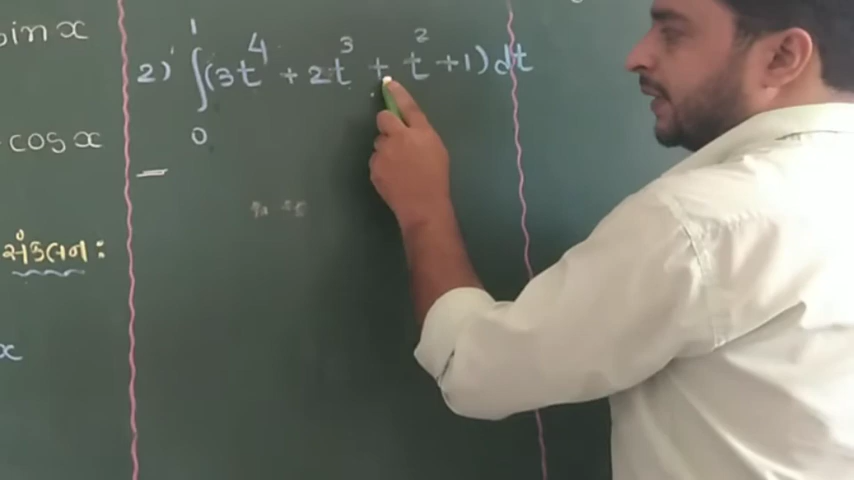 sin x
cos x
સંકલન :
x
2) ∫₀¹ (3t⁴ + 2t³ + t² + 1) dt